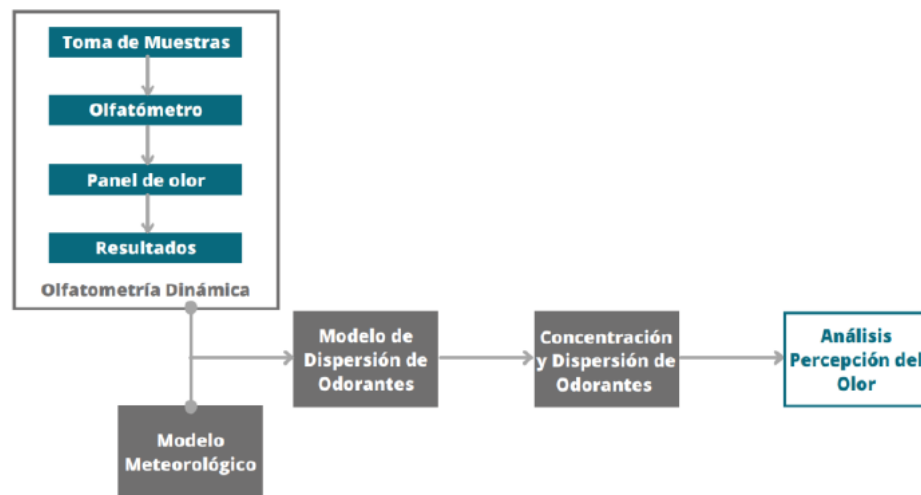 Toma de Muestras
Olfatómetro
Panel de olor
Resultados
Olfatometría Dinámica
Modelo de
Dispersión de
Odorantes
Concentración
y Dispersión de
Odorantes
Análisis
Percepción del
Olor
Modelo
Meteorológico